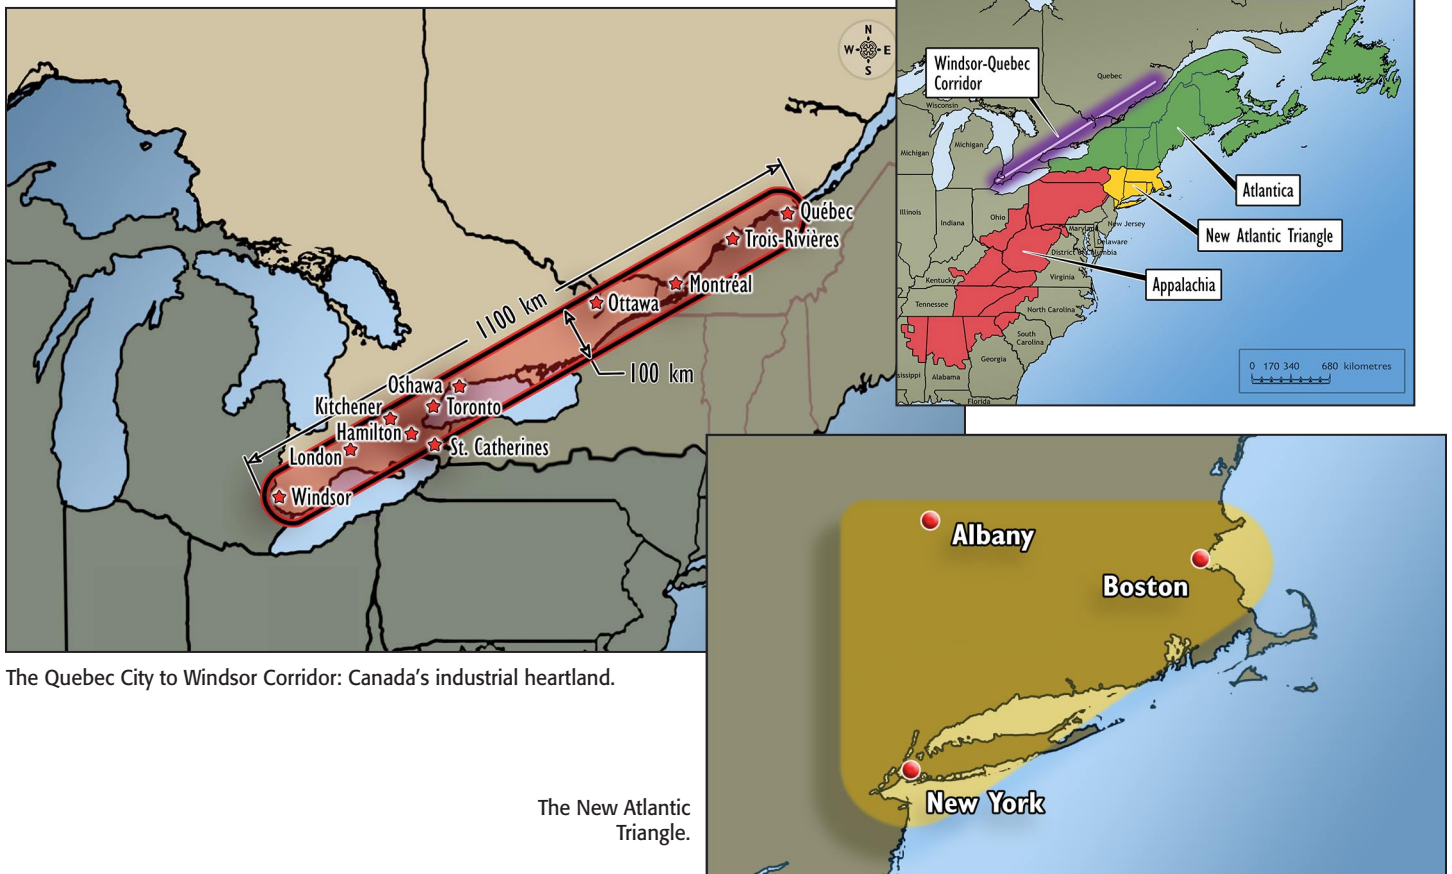 N
W
E
S
Québec
Trois-Rivières
Montréal
Ottawa
1100 km
100 km
Oshawa
Toronto
Kitchener
Hamilton
St. Catherines
London
Windsor
The Quebec City to Windsor Corridor: Canada's industrial heartland.
Windsor-Quebec
Corridor
Quebec
Wisconsin
Michigan
Michigan
Atlantica
Illinois
Indiana
Ohio
New Jersey
New Atlantic Triangle
Maryland
Delaware
District of Columbia
Appalachia
Kentucky
Virginia
Tennessee
North Carolina
South
Carolina
Georgia
ssissippi
Alabama
Florida
0 170 340 680 kilometres
Albany
Boston
New York
The New Atlantic
Triangle.